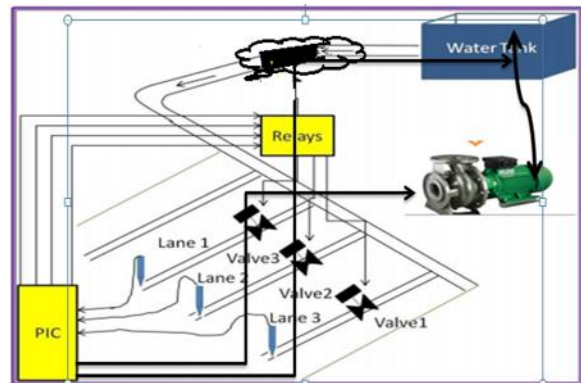 Water Tank
Relays
Lane 1
Valve3
Lane 2
Valve2
Lane 3
Valve1
PIC